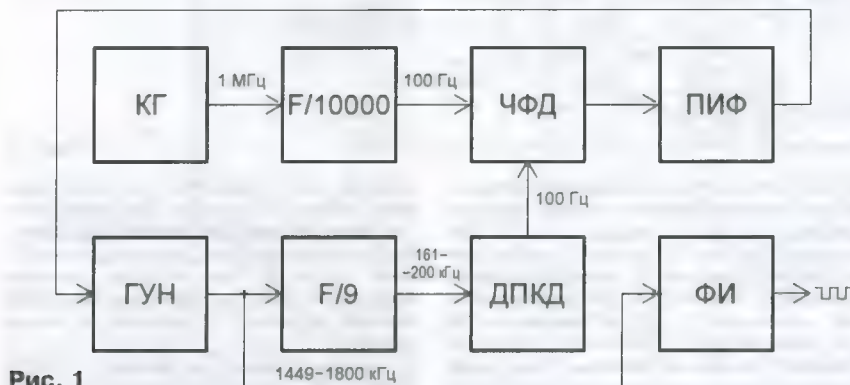 КГ
1 МГц
F/10000
100 Гц
ЧФД
ПИФ
100 Гц
ГУН
F/9
161–
–200 кГц
ДПКД
ФИ
1449–1800 кГц
Рис. 1